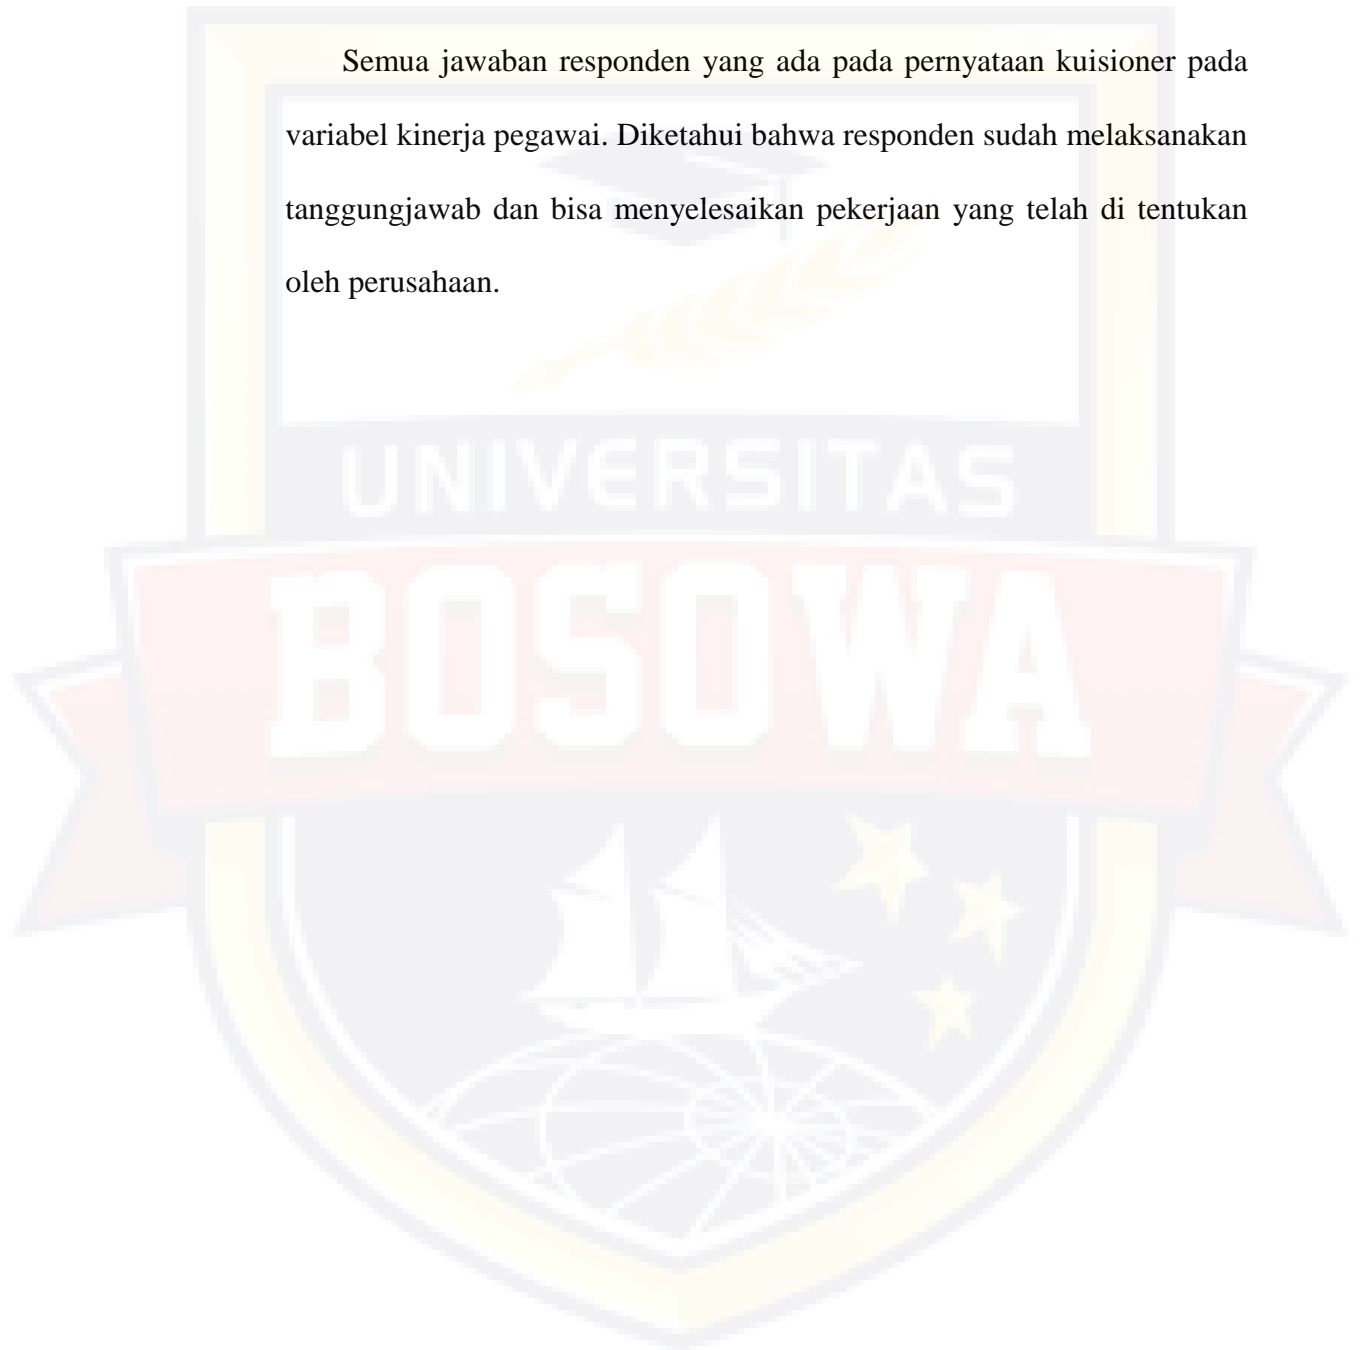 Semua jawaban responden yang ada pada pernyataan kuisioner pada
variabel kinerja pegawai. Diketahui bahwa responden sudah melaksanakan
tanggungjawab dan bisa menyelesaikan pekerjaan yang telah di tentukan
oleh perusahaan.
UNIVERSITAS
BOSOWA